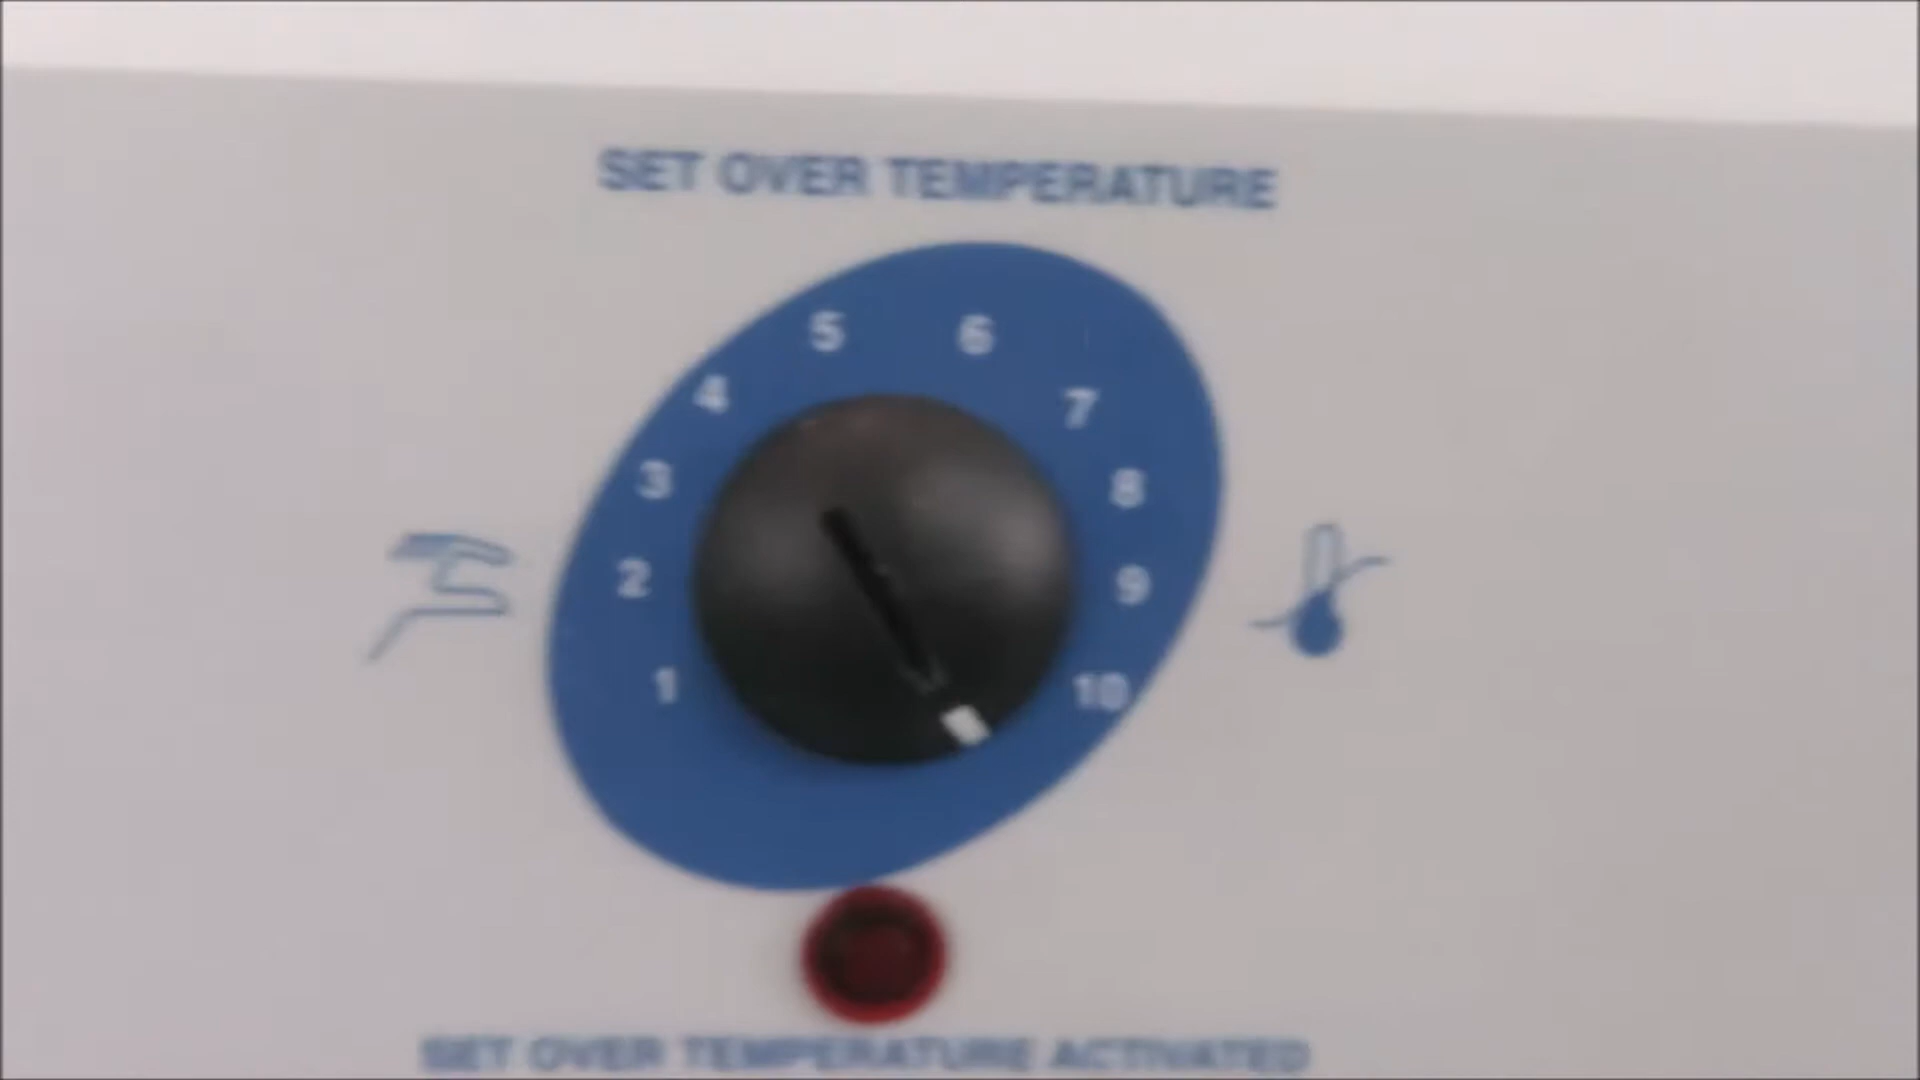 SET OVER TEMPERATURE
5 6
4 7
3 8
2 9
1 10
SET OVER TEMPERATURE ACTIVATED